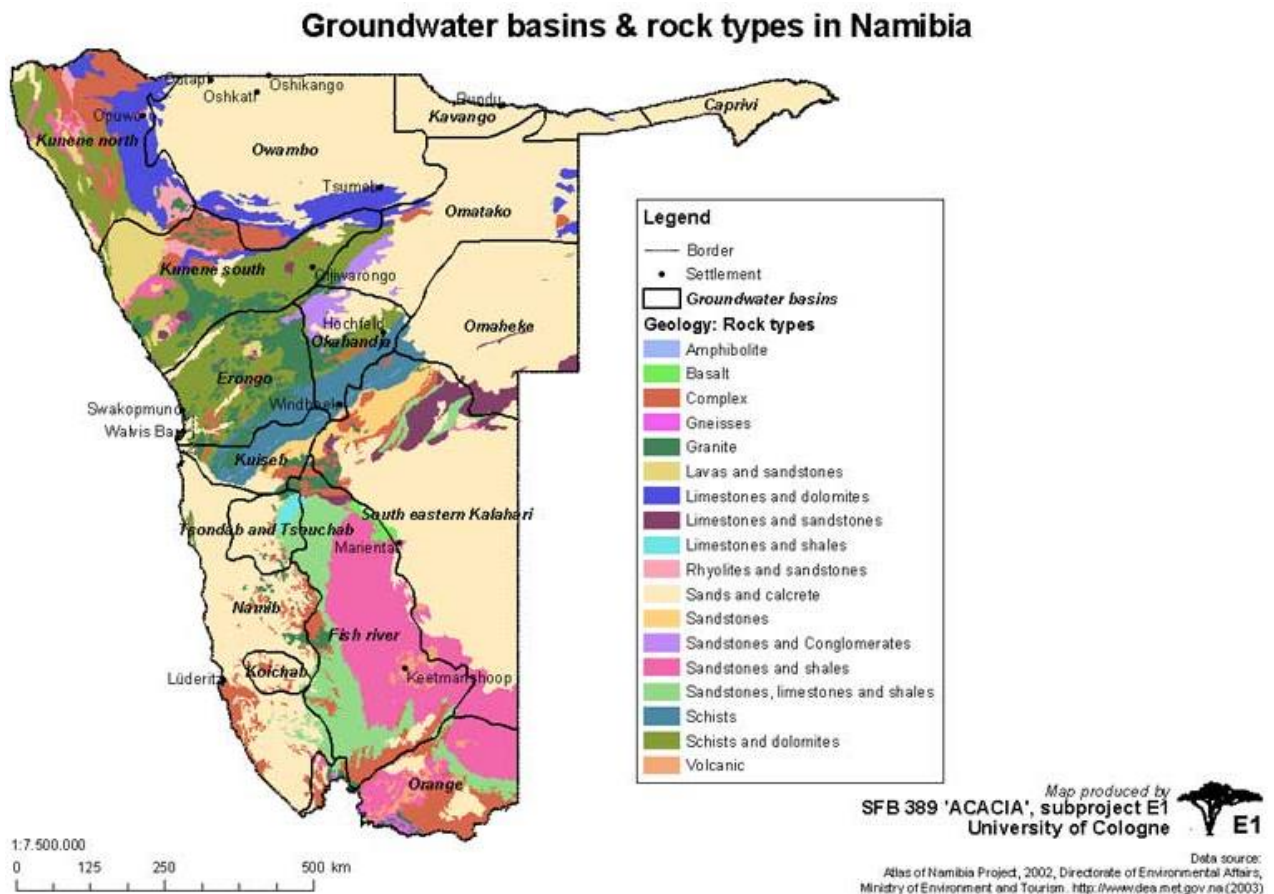 Groundwater basins & rock types in Namibia
Oshikango
Oshkati
Opuwo
Kunene north
Owambo
Tsumeb
Rundu
Kavango
Caprivi
Omatako
Kunene south
Otjiwarongo
Hochfeld
Okahandja
Omaheke
Erongo
Windhoek
Swakopmund
Walvis Bay
Kuiseb
Tsondab and Tsouchab
South eastern Kalahari
Mariental
Namib
Fish river
Koichab
Lüderitz
Keetmanshoop
Orange
Legend
Border
Settlement
Groundwater basins
Geology: Rock types
Amphibolite
Basalt
Complex
Gneisses
Granite
Lavas and sandstones
Limestones and dolomites
Limestones and sandstones
Limestones and shales
Rhyolites and sandstones
Sands and calcrete
Sandstones
Sandstones and Conglomerates
Sandstones and shales
Sandstones, limestones and shales
Schists
Schists and dolomites
Volcanic
Map produced by
SFB 389 'ACACIA', subproject E1
University of Cologne
E1
1:7.500.000
0 125 250 500 km
Data source:
Atlas of Namibia Project, 2002, Directorate of Environmental Affairs,
Ministry of Environment and Tourism. http://www.dea.met.gov.na (2003)